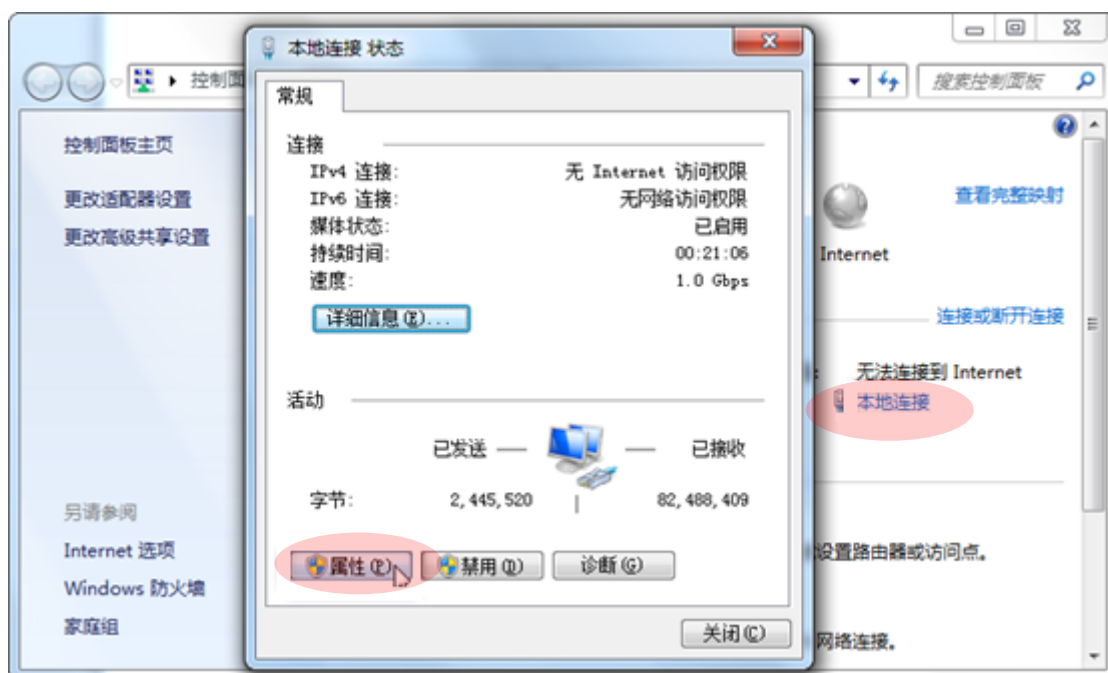 本地连接 状态
控制面
搜索控制面板
常规
控制面板主页
更改适配器设置
更改高级共享设置
连接
IPv4 连接: 无 Internet 访问权限
IPv6 连接: 无网络访问权限
媒体状态: 已启用
持续时间: 00:21:06
速度: 1.0 Gbps
详细信息(E)...
活动
已发送 — — 已接收
字节: 2,445,520 | 82,488,409
属性(P) 禁用(D) 诊断(G)
关闭(C)
查看完整映射
Internet
连接或断开连接
: 无法连接到 Internet
本地连接
设置路由器或访问点。
网络连接。
另请参阅
Internet 选项
Windows 防火墙
家庭组